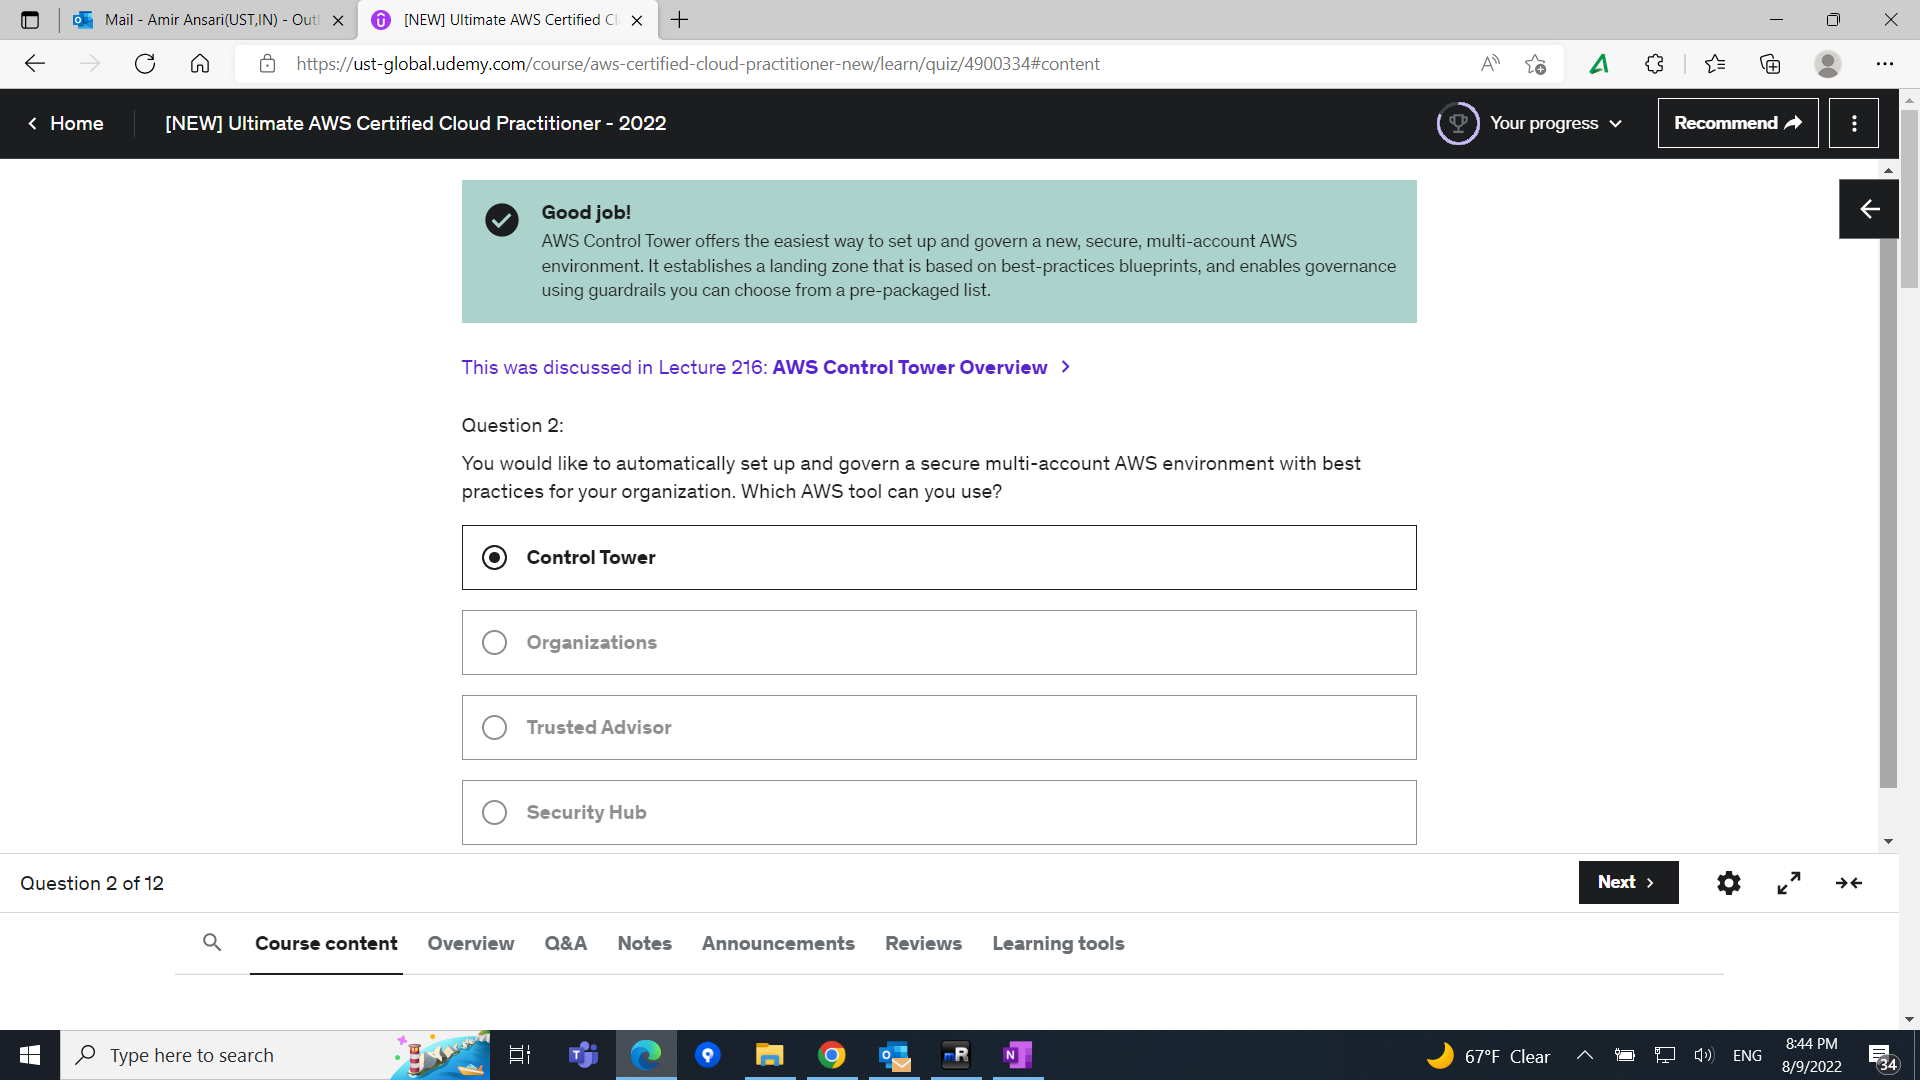 Mail - Amir Ansari(UST,IN) - Out
[NEW] Ultimate AWS Certified Cl
https://ust-global.udemy.com/course/aws-certified-cloud-practitioner-new/learn/quiz/4900334#content
Home
[NEW] Ultimate AWS Certified Cloud Practitioner - 2022
Your progress
Recommend
Good job!
AWS Control Tower offers the easiest way to set up and govern a new, secure, multi-account AWS
environment. It establishes a landing zone that is based on best-practices blueprints, and enables governance
using guardrails you can choose from a pre-packaged list.
This was discussed in Lecture 216: AWS Control Tower Overview
Question 2:
You would like to automatically set up and govern a secure multi-account AWS environment with best
practices for your organization. Which AWS tool can you use?
Control Tower
Organizations
Trusted Advisor
Security Hub
Question 2 of 12
Next
Course content
Overview
Q&A
Notes
Announcements
Reviews
Learning tools
Type here to search
67°F Clear
ENG
8:44 PM
8/9/2022
34